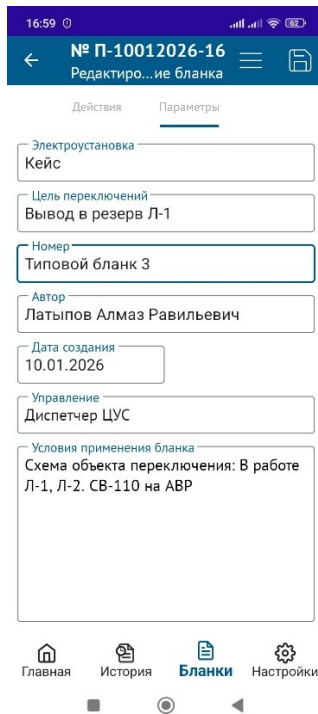 16:59
62
№ П-10012026-16
Редактиро...ие бланка
Действия Параметры
Электроустановка
Кейс
Цель переключений
Вывод в резерв Л-1
Номер
Типовой бланк 3
Автор
Латыпов Алмаз Равильевич
Дата создания
10.01.2026
Управление
Диспетчер ЦУС
Условия применения бланка
Схема объекта переключения: В работе
Л-1, Л-2. СВ-110 на АВР
Главная История Бланки Настройки